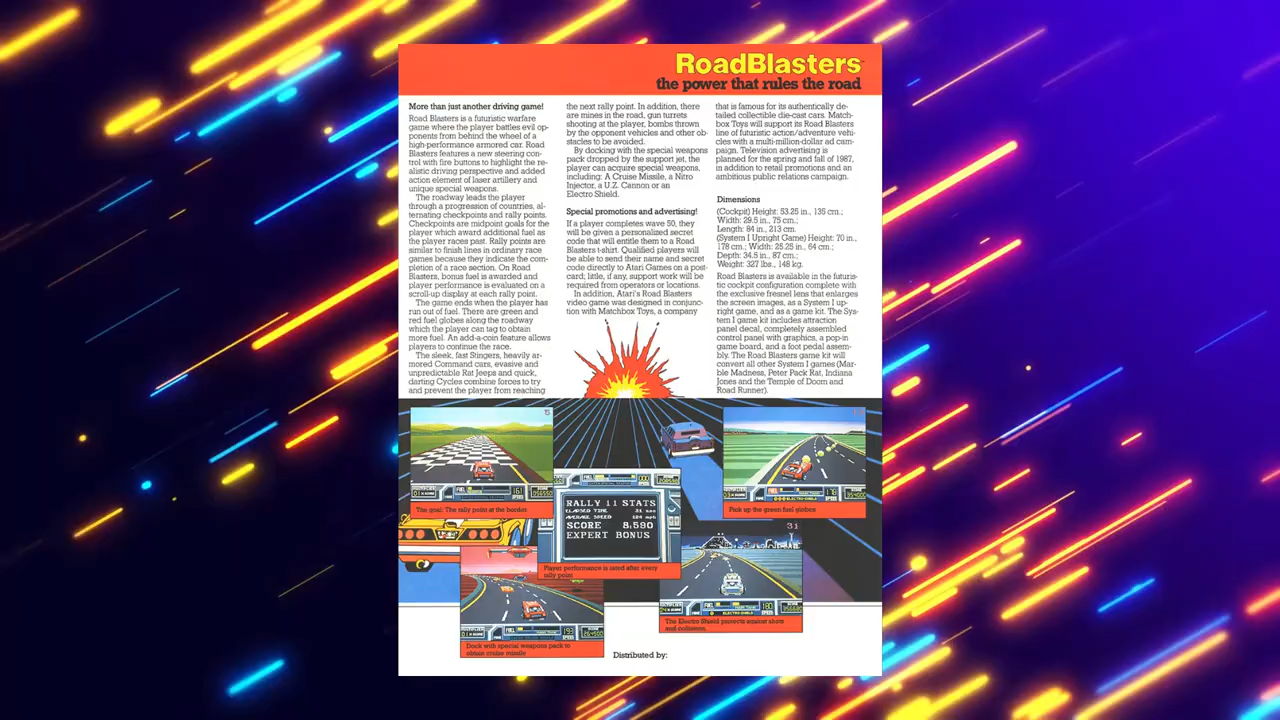 RoadBlasters
the power that rules the road
More than just another driving game!
Road Blasters is a futuristic warfare
game where the player battles evil op-
ponents from behind the wheel of a
high-performance armored car. Road
Blasters features a new steering con-
trol with fire buttons to highlight the re-
alistic driving perspective and added
action element of laser artillery and
unique special weapons.
The roadway leads the player
through a progression of countries, al-
ternating checkpoints and rally points.
Checkpoints are midpoint goals for the
player which award additional fuel as
the player races past. Rally points are
similar to finish lines in ordinary race
games because they indicate the com-
pletion of a race section. On Road
Blasters, bonus fuel is awarded and
player performance is evaluated on a
scroll-up display at each rally point.
The game ends when the player has
run out of fuel. There are green and
red fuel globes along the roadway
which the player can tag to obtain
more fuel. An add-a-coin feature allows
players to continue the race.
The sleek, fast Stingers, heavily ar-
mored Command cars, evasive and
unpredictable Rat Jeeps and quick,
darting Cycles combine forces to try
and prevent the player from reaching
the next rally point. In addition, there
are mines in the road, gun turrets
shooting at the player, bombs thrown
by the opponent vehicles and other ob-
stacles to be avoided.
By docking with the special weapons
pack dropped by the support jet, the
player can acquire special weapons,
including: A Cruise Missile, a Nitro
Injector, a U.Z. Cannon or an
Electro Shield.
Special promotions and advertising!
If a player completes wave 50, they
will be given a personalized secret
code that will entitle them to a Road
Blasters t-shirt. Qualified players will
be able to send their name and secret
code directly to Atari Games on a post-
card; little, if any, support work will be
required from operators or locations.
In addition, Atari's Road Blasters
video game was designed in conjunc-
tion with Matchbox Toys, a company
that is famous for its authentically de-
tailed collectible die-cast cars. Match-
box Toys will support its Road Blasters
line of futuristic action/adventure vehi-
cles with a multi-million-dollar ad cam-
paign. Television advertising is
planned for the spring and fall of 1987,
in addition to retail promotions and an
ambitious public relations campaign.
Dimensions
(Cockpit) Height: 53.25 in., 135 cm.;
Width: 29.5 in., 75 cm.;
Length: 84 in., 213 cm.
(System I Upright Game) Height: 70 in.,
178 cm.; Width: 25.25 in., 64 cm.;
Depth: 34.5 in., 87 cm.;
Weight: 327 lbs., 148 kg.
Road Blasters is available in the futuris-
tic cockpit configuration complete with
the exclusive fresnel lens that enlarges
the screen images, as a System I up-
right game, and as a game kit. The Sys-
tem I game kit includes attraction
panel decal, completely assembled
control panel with graphics, a pop-in
game board, and a foot pedal assem-
bly. The Road Blasters game kit will
convert all other System I games (Mar-
ble Madness, Peter Pack Rat, Indiana
Jones and the Temple of Doom and
Road Runner).
15
FUEL
161
SPEED
The goal: The rally point at the border.
RALLY 11 STATS
ELAPSED TIME 31 sec
AVERAGE SPEED 124 mph
SCORE 8,590
EXPERT BONUS
Player performance is rated after every
rally point
FUEL
178
SPEED
ELECTRO-SHIELD
Pick up the green fuel globes
FUEL
193
SPEED
Dock with special weapons pack to
obtain cruise missile
31
FUEL
180
SPEED
ELECTRO-SHIELD
The Electro Shield protects against shots
and collisions.
Distributed by: